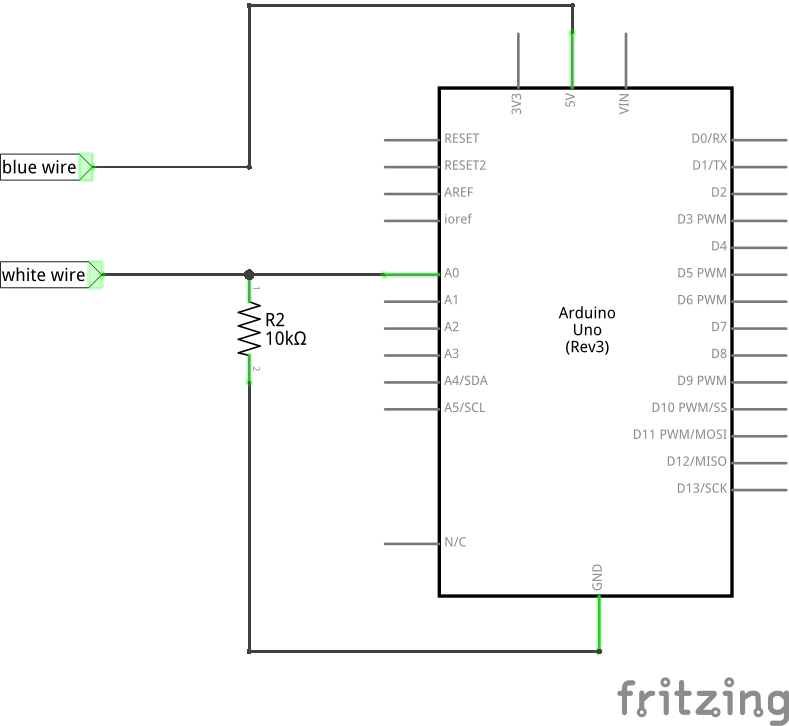 3V3
5V
VIN
RESET
RESET2
AREF
ioref
A0
A1
A2
A3
A4/SDA
A5/SCL
N/C
D0/RX
D1/TX
D2
D3 PWM
D4
D5 PWM
D6 PWM
D7
D8
D9 PWM
D10 PWM/SS
D11 PWM/MOSI
D12/MISO
D13/SCK
GND
Arduino
Uno
(Rev3)
blue wire
white wire
1
R2
10kΩ
2
fritzing